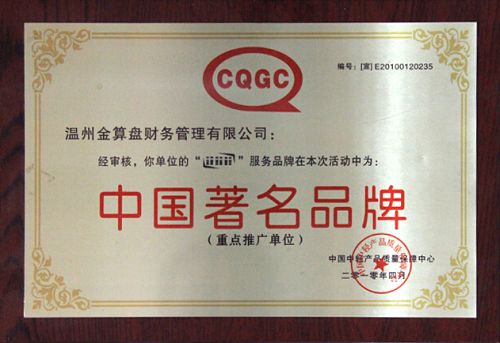 CQGC
编号：[宣] E20100120235
温州金算盘财务管理有限公司：
经审核，你单位的“ ”服务品牌在本次活动中为：
中国著名品牌
（重点推广单位）
中国中轻产品质量保障中心
二零一零年四月